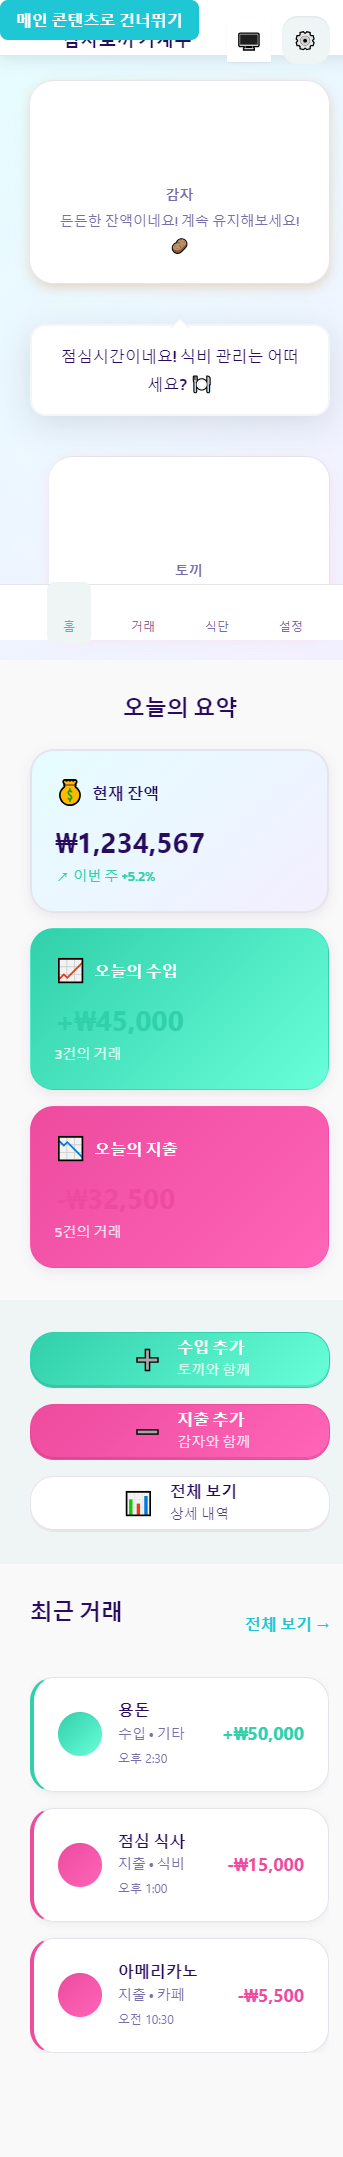 메인 콘텐츠로 건너뛰기
감자토끼 가계부
감자
든든한 잔액이네요! 계속 유지해보세요!
점심시간이네요! 식비 관리는 어떠
세요?
토끼
홈 거래 식단 설정
오늘의 요약
현재 잔액
₩1,234,567
↗ 이번 주 +5.2%
오늘의 수입
+₩45,000
3건의 거래
오늘의 지출
-₩32,500
5건의 거래
수입 추가
토끼와 함께
지출 추가
감자와 함께
전체 보기
상세 내역
최근 거래
전체 보기 →
용돈
수입 • 기타
+₩50,000
오후 2:30
점심 식사
지출 • 식비
-₩15,000
오후 1:00
아메리카노
지출 • 카페
-₩5,500
오전 10:30